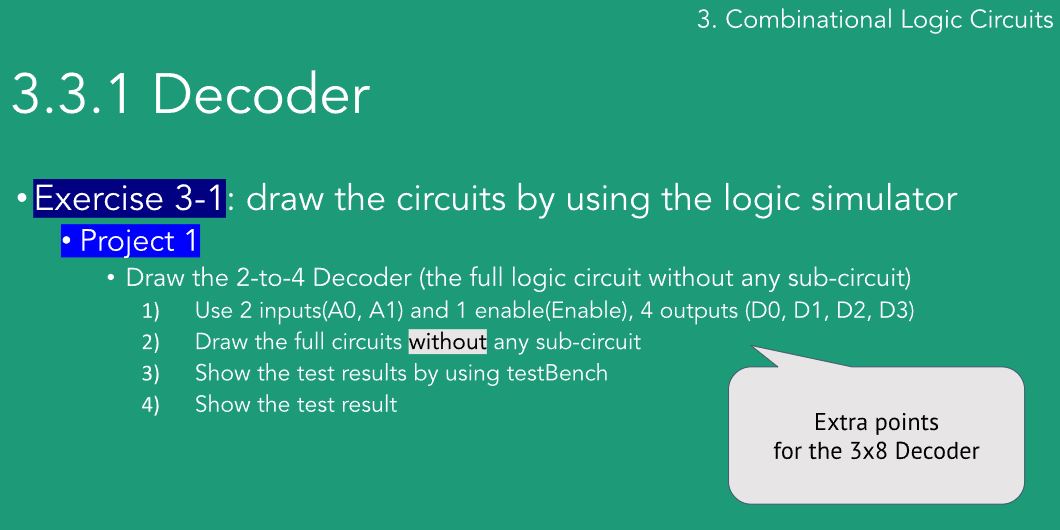 3. Combinational Logic Circuits
3.3.1 Decoder
• Exercise 3-1: draw the circuits by using the logic simulator
• Project 1
• Draw the 2-to-4 Decoder (the full logic circuit without any sub-circuit)
1) Use 2 inputs(A0, A1) and 1 enable(Enable), 4 outputs (D0, D1, D2, D3)
2) Draw the full circuits without any sub-circuit
3) Show the test results by using testBench
4) Show the test result
Extra points
for the 3x8 Decoder